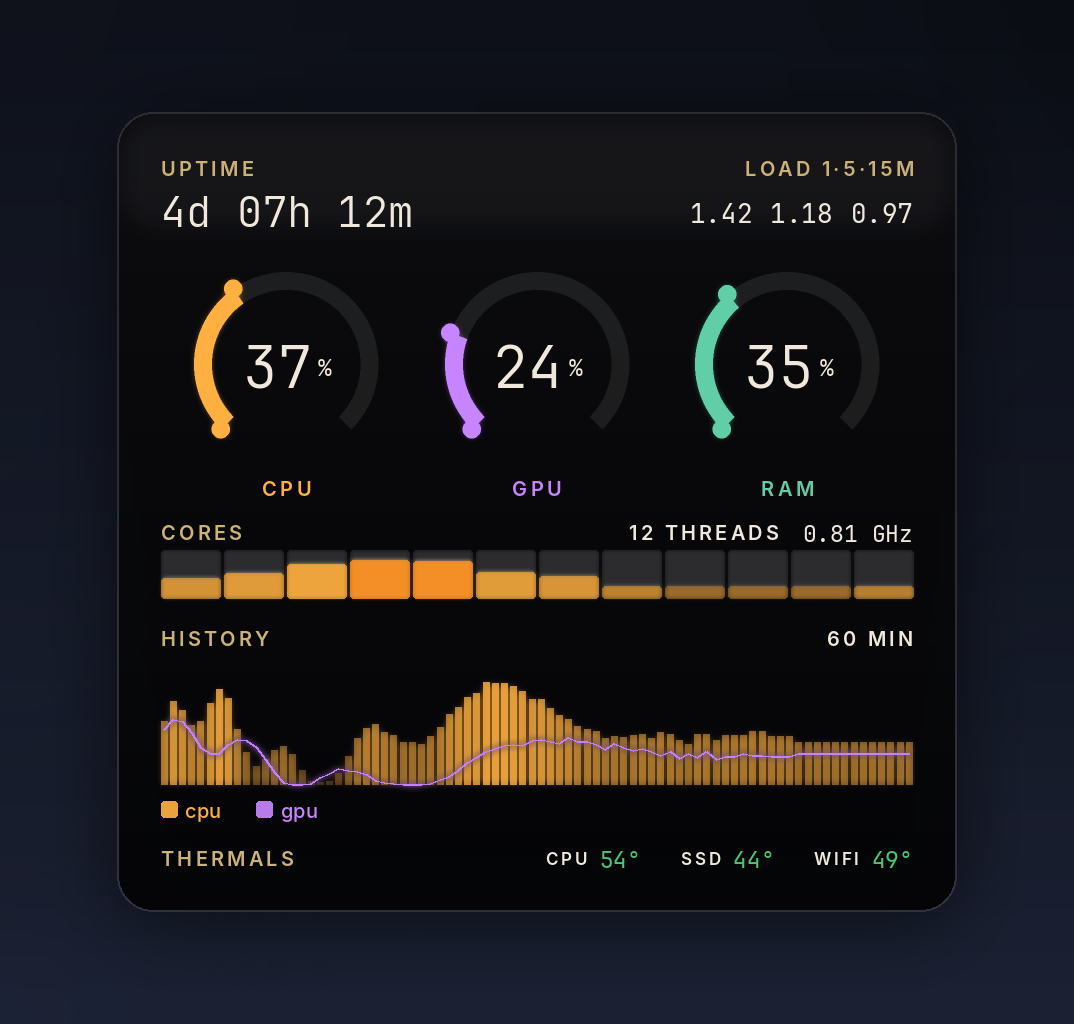 UPTIME LOAD 1·5·15M
4d 07h 12m 1.42 1.18 0.97
37% 24% 35%
CPU GPU RAM
CORES 12 THREADS 0.81 GHz
HISTORY 60 MIN
cpu gpu
THERMALS CPU 54° SSD 44° WIFI 49°